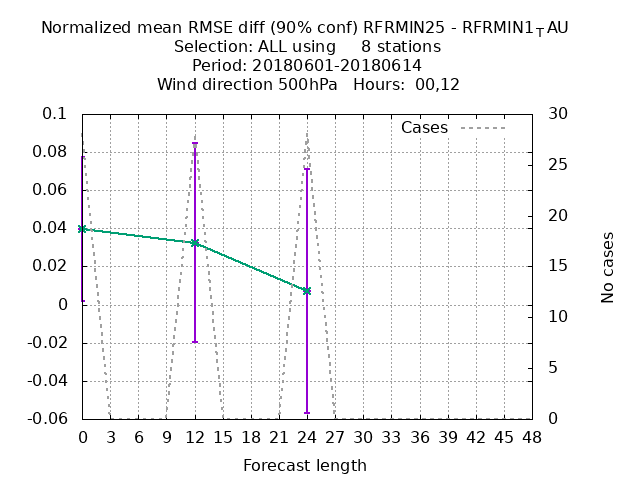 Normalized mean RMSE diff (90% conf) RFRMIN25 - RFRMIN1_TAU
Selection: ALL using     8 stations
Period: 20180601-20180614
Wind direction 500hPa   Hours:  00,12
Cases
0.1
0.08
0.06
0.04
0.02
0
-0.02
-0.04
-0.06
30
25
20
15
10
5
0
No cases
0 3 6 9 12 15 18 21 24 27 30 33 36 39 42 45 48
Forecast length